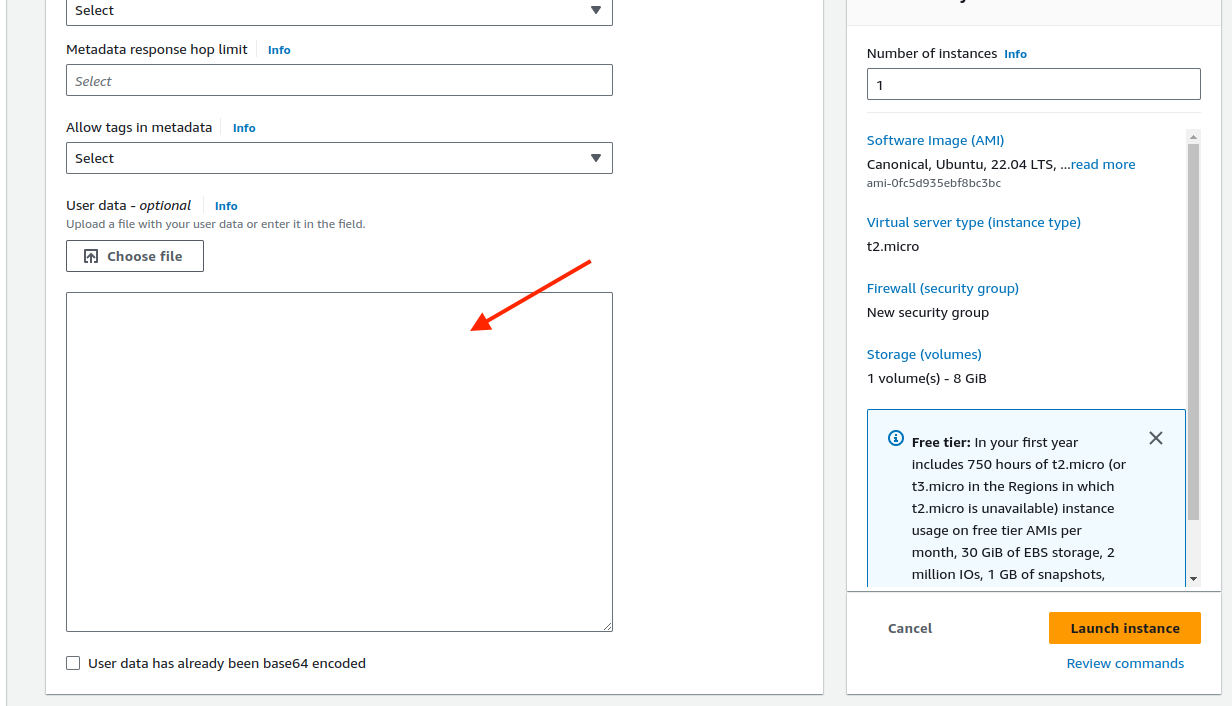 Select
Metadata response hop limit Info
Select
Allow tags in metadata Info
Select
User data - optional Info
Upload a file with your user data or enter it in the field.
Choose file
User data has already been base64 encoded
Number of instances Info
1
Software Image (AMI)
Canonical, Ubuntu, 22.04 LTS, ...read more
ami-0fc5d935ebf8bc3bc
Virtual server type (instance type)
t2.micro
Firewall (security group)
New security group
Storage (volumes)
1 volume(s) - 8 GiB
Free tier: In your first year
includes 750 hours of t2.micro (or
t3.micro in the Regions in which
t2.micro is unavailable) instance
usage on free tier AMIs per
month, 30 GiB of EBS storage, 2
million IOs, 1 GB of snapshots,
Cancel
Launch instance
Review commands